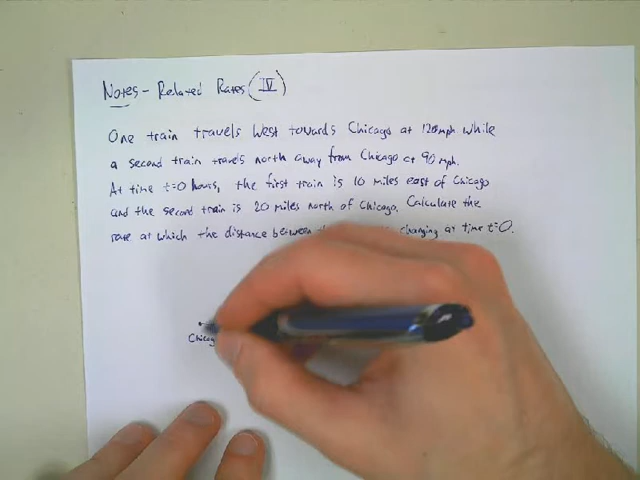 Notes - Related Rates (IV)
One train travels West towards Chicago at 120mph while
a second train travels north away from Chicago at 90 mph.
At time t=0 hours, the first train is 10 miles east of Chicago
and the second train is 20 miles north of Chicago. Calculate the
rate at which the distance between changing at time t=0.